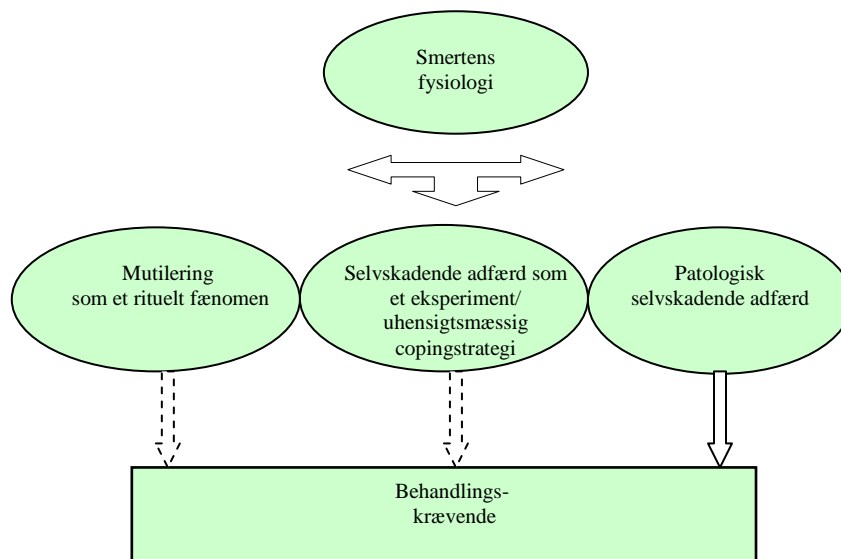 Smertens
fysiologi
Mutilering
som et rituelt fænomen
Selvskadende adfærd som
et eksperiment/
uhensigtsmæssig
copingstrategi
Patologisk
selvskadende adfærd
Behandlings-
krævende